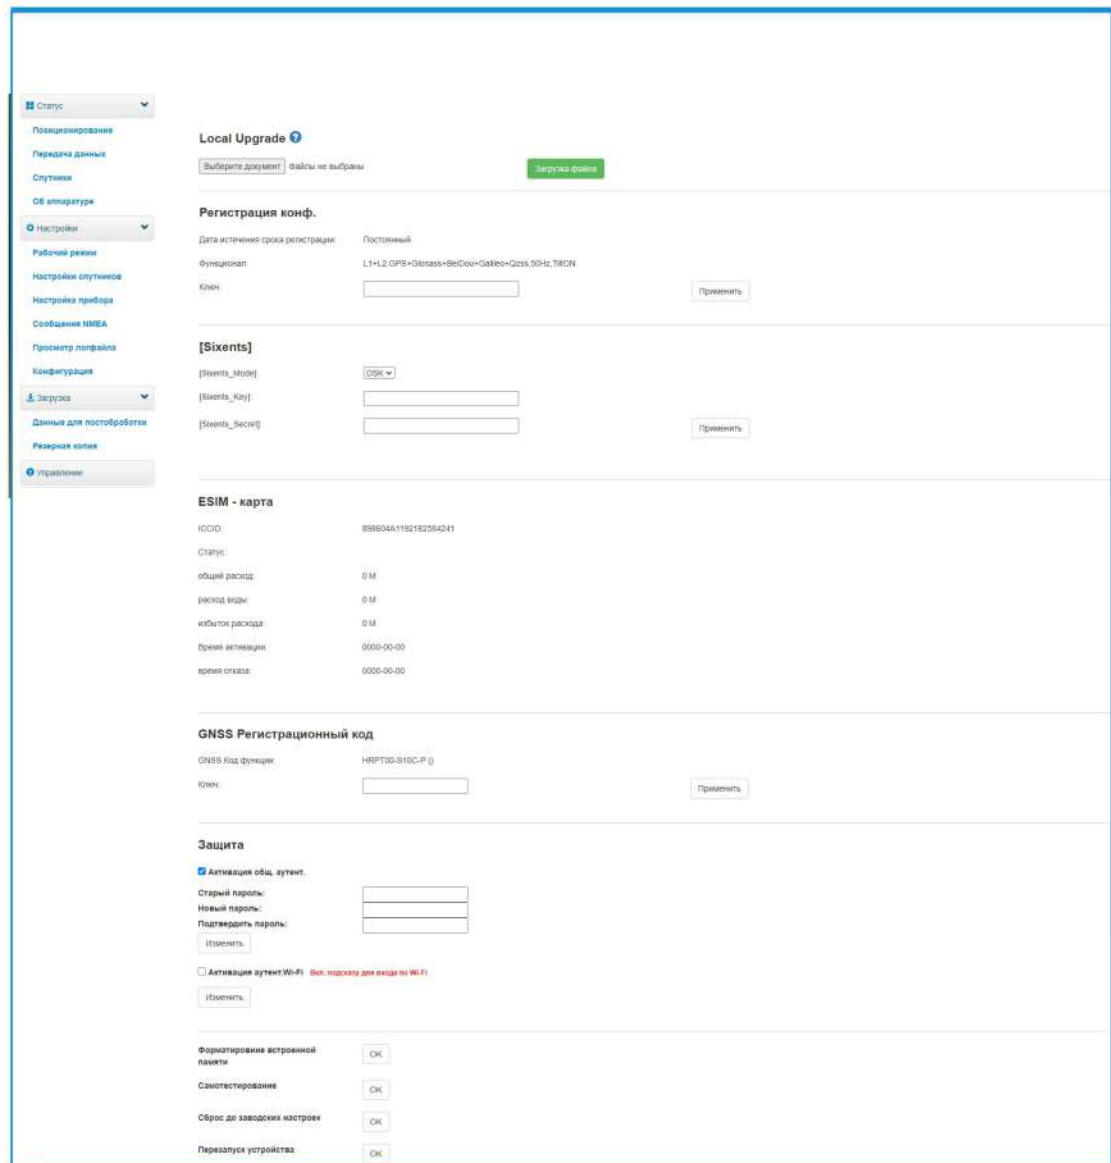 Статус
Позиционирование
Передача данных
Спутники
Об аппаратуре
Настройки
Рабочий режим
Настройки спутников
Настройка прибора
Сообщения NMEA
Просмотр логфайла
Конфигурация
Загрузка
Данные для постобработки
Резервная копия
Управление
Local Upgrade
Выберите документ Файлы не выбраны Загрузка файла
Регистрация конф.
Дата истечения срока регистрации: Постоянный
Функционал: L1+L2,GPS+Glonass+BeiDou+Galileo+Qzss,50Hz,TiltON
Ключ: Применить
[Sixents]
[Sixents_Mode]: DSK
[Sixents_Key]:
[Sixents_Secret]: Применить
ESIM - карта
ICCID: 898604A1192182584241
Статус:
общий расход: 0 M
расход воды: 0 M
избыток расхода: 0 M
Время активации: 0000-00-00
время отказа: 0000-00-00
GNSS Регистрационный код
GNSS Код функции: HRPT00-S10C-P ()
Ключ: Применить
Защита
Активация общ. аутент.
Старый пароль:
Новый пароль:
Подтвердить пароль:
Изменить
Активация аутент.Wi-Fi Вкл. подсказу для входа по Wi-Fi
Изменить
Форматировние встроенной
памяти OK
Самотестирование OK
Сброс до заводских настроек OK
Перезапуск устройства OK